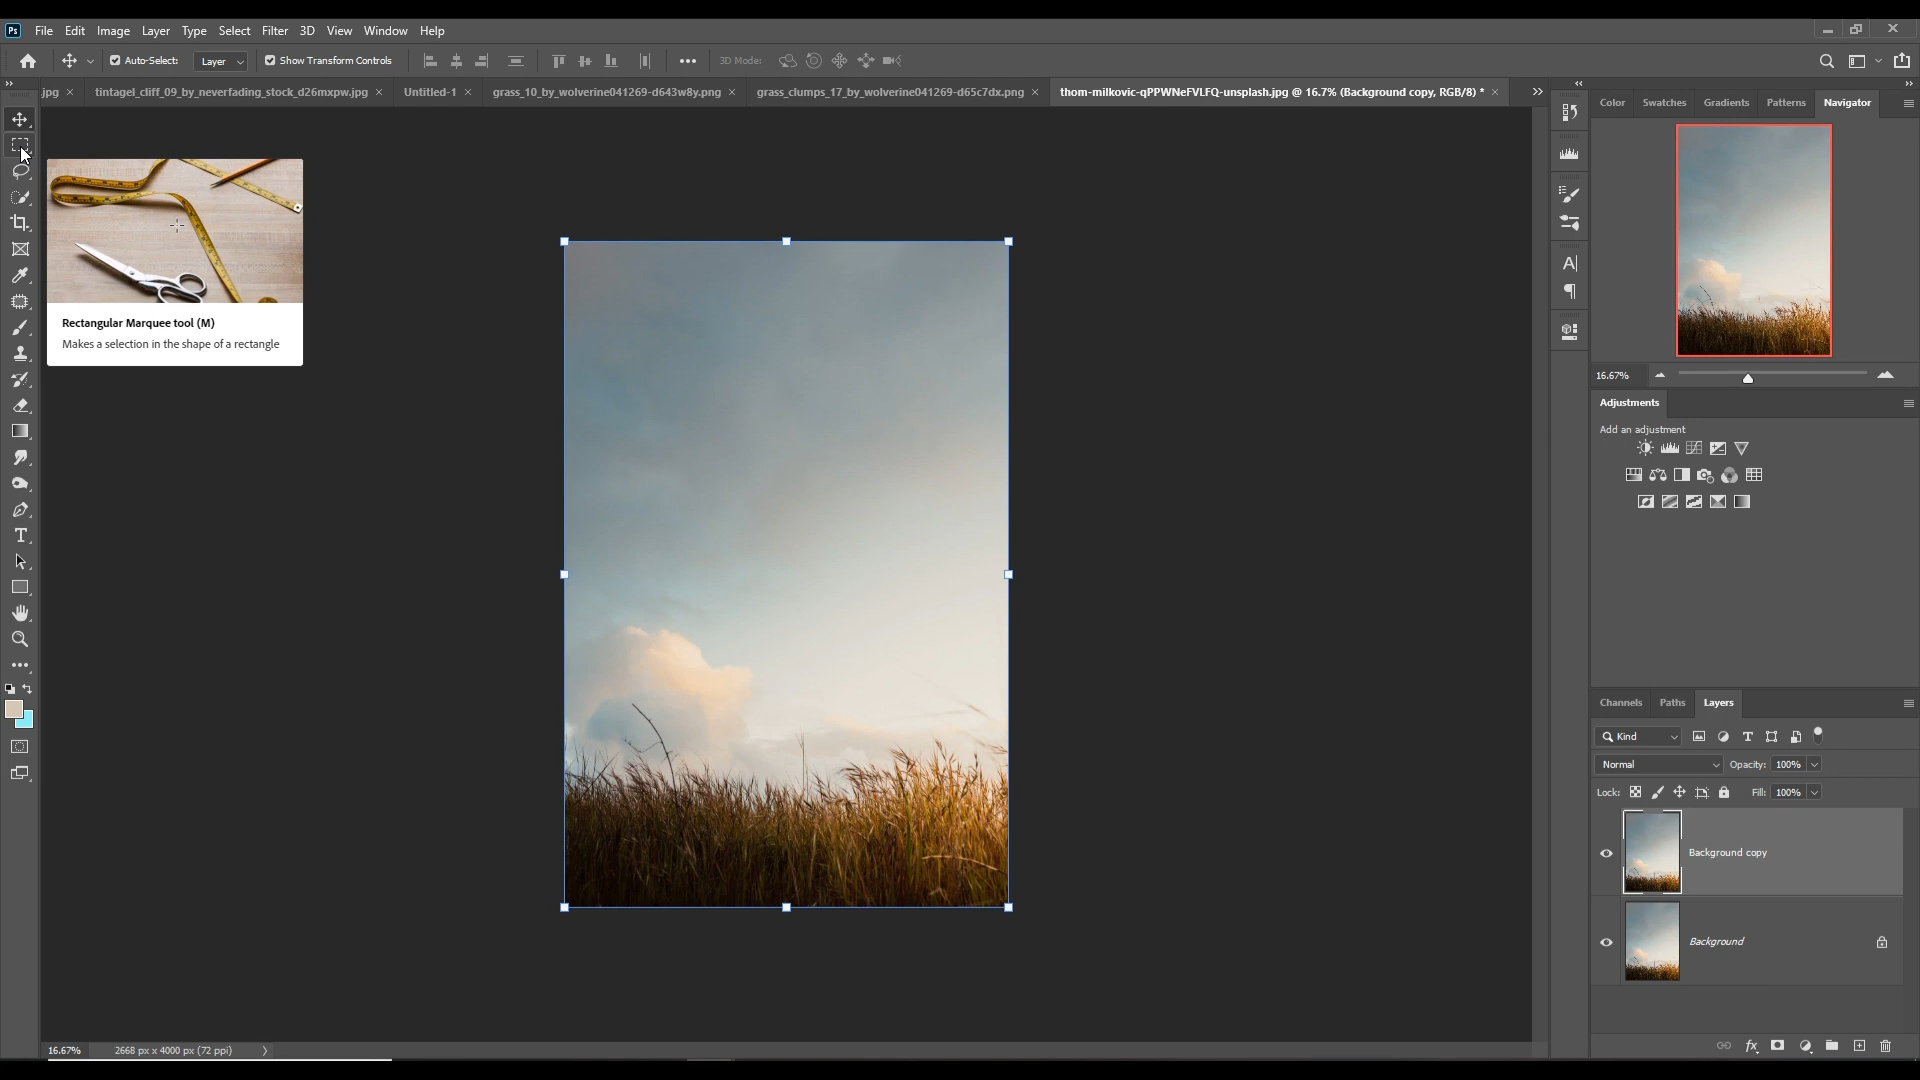 Ps File Edit Image Layer Type Select Filter 3D View Window Help
Auto-Select: Layer Show Transform Controls 3D Mode:
.jpg × tintagel_cliff_09_by_neverfading_stock_d26mxpw.jpg × Untitled-1 × grass_10_by_wolverine041269-d643w8y.png × grass_clumps_17_by_wolverine041269-d65c7dx.png × thom-milkovic-qPPWNeFVLFQ-unsplash.jpg @ 16.7% (Background copy, RGB/8) * ×
Color Swatches Gradients Patterns Navigator
Rectangular Marquee tool (M)
Makes a selection in the shape of a rectangle
16.67%
Adjustments
Add an adjustment
Channels Paths Layers
Kind
Normal Opacity: 100%
Lock: Fill: 100%
Background copy
Background
16.67% 2668 px x 4000 px (72 ppi)